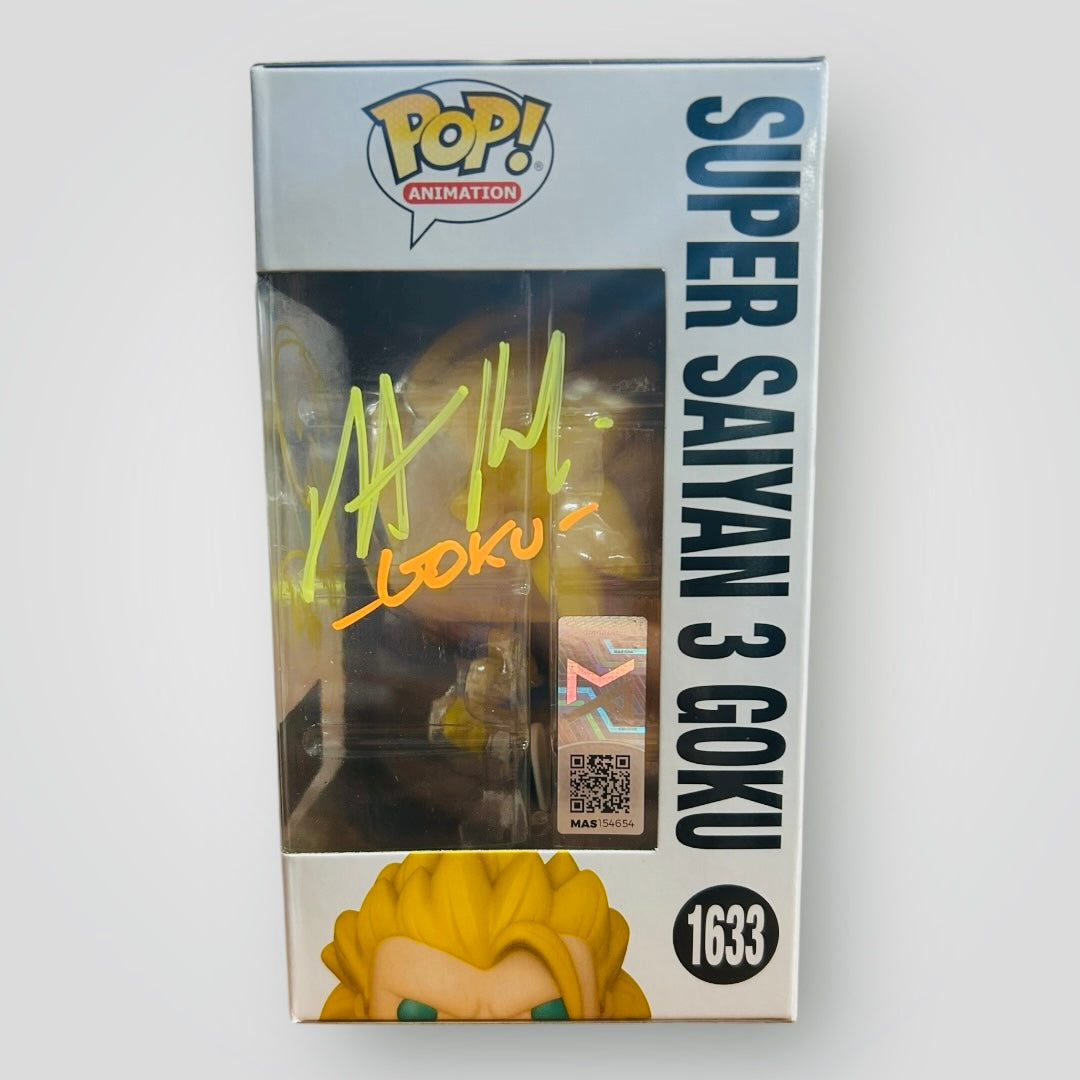 POP!
®
ANIMATION
SUPER SAIYAN 3 GOKU
-GOKU-
MAS154654
1633